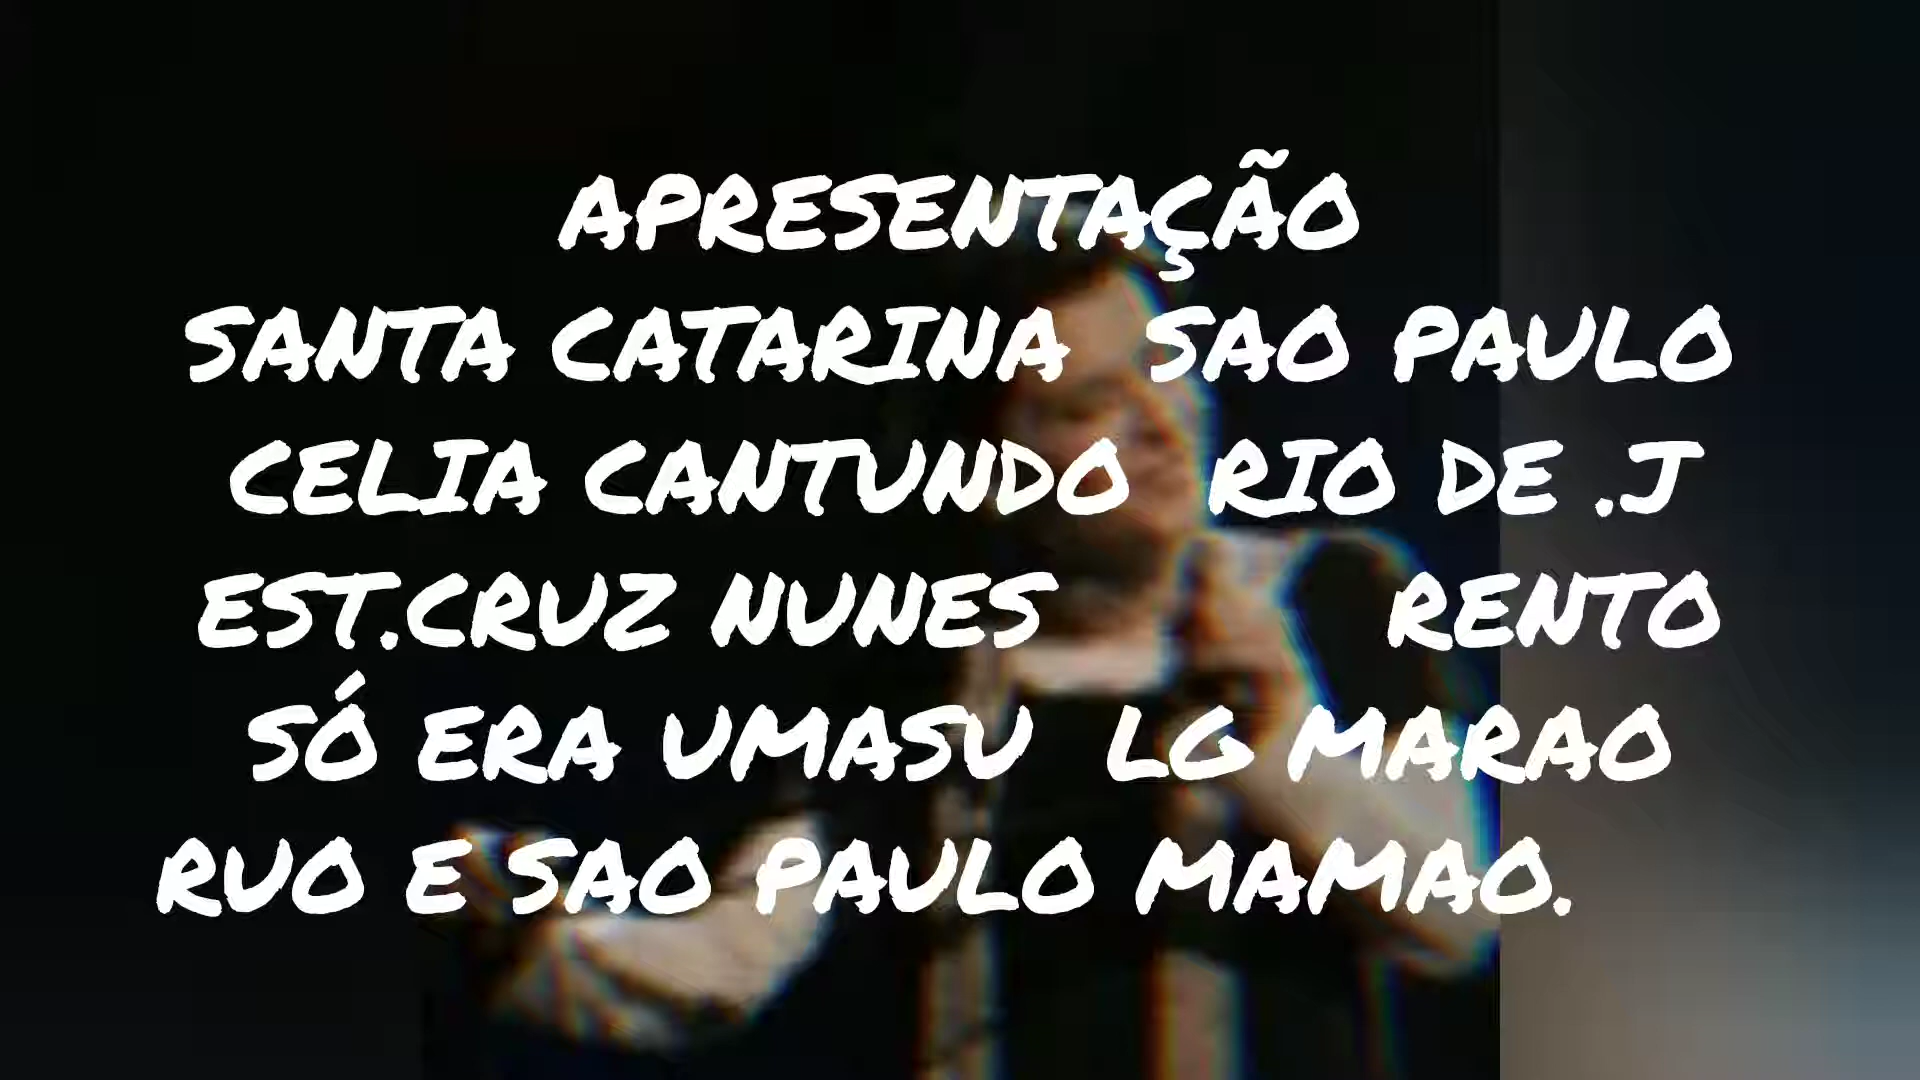 APRESENTAÇÃO
SANTA CATARINA SAO PAULO
CELIA CANTUNDO RIO DE .J
EST.CRUZ NUNES RENTO
SÓ ERA UMASU LG MARAO
RUO E SAO PAULO MAMAO.